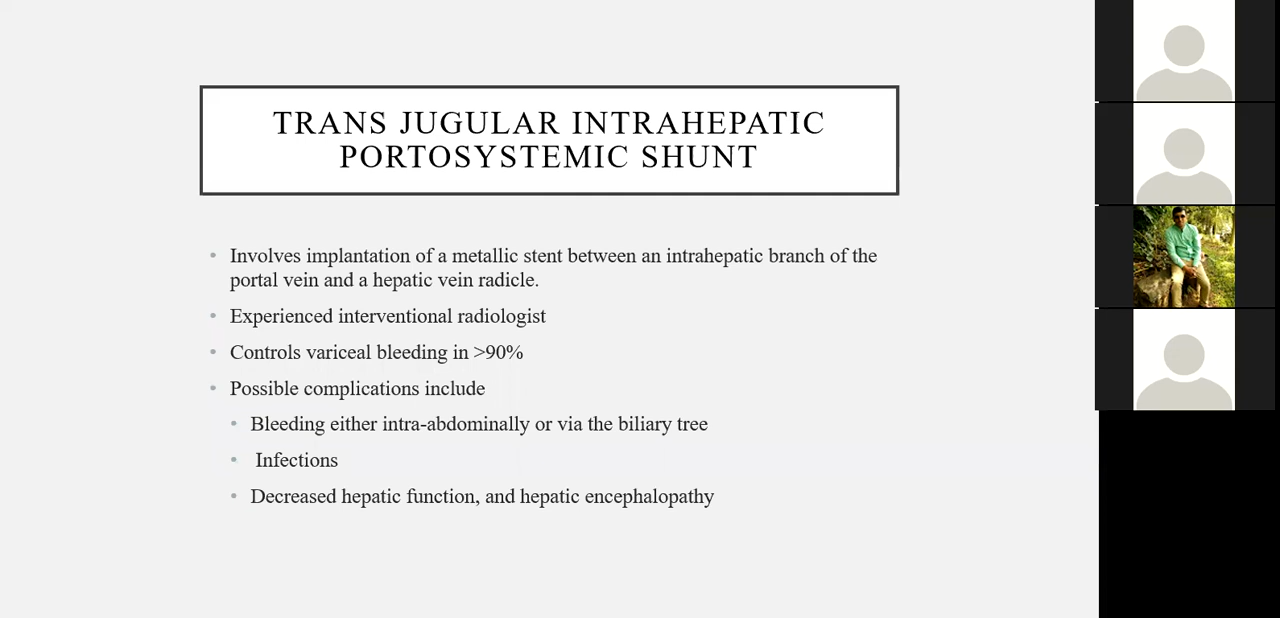 TRANS JUGULAR INTRAHEPATIC
PORTOSYSTEMIC SHUNT
• Involves implantation of a metallic stent between an intrahepatic branch of the
portal vein and a hepatic vein radicle.
• Experienced interventional radiologist
• Controls variceal bleeding in >90%
• Possible complications include
• Bleeding either intra-abdominally or via the biliary tree
• Infections
• Decreased hepatic function, and hepatic encephalopathy